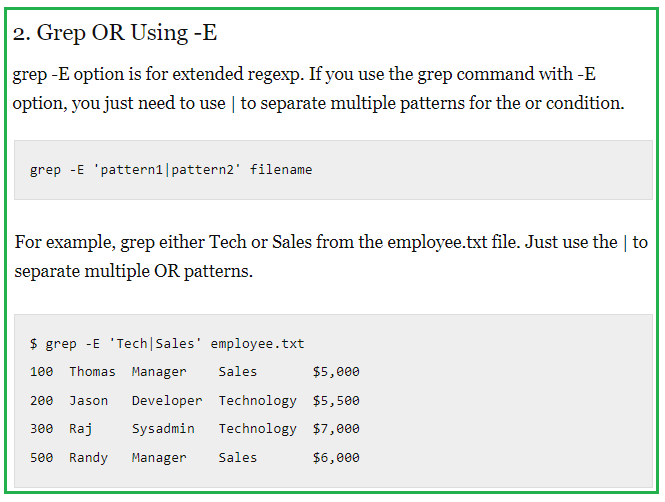 2. Grep OR Using -E
grep -E option is for extended regexp. If you use the grep command with -E
option, you just need to use | to separate multiple patterns for the or condition.
grep -E 'pattern1|pattern2' filename
For example, grep either Tech or Sales from the employee.txt file. Just use the | to
separate multiple OR patterns.
$ grep -E 'Tech|Sales' employee.txt
100  Thomas  Manager    Sales       $5,000
200  Jason   Developer  Technology  $5,500
300  Raj     Sysadmin   Technology  $7,000
500  Randy   Manager    Sales       $6,000